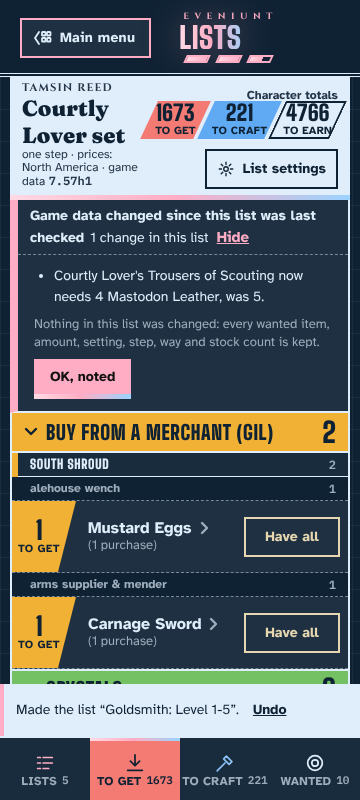 Main menu
EVENIUNT
LISTS
TAMSIN REED
Courtly
Lover set
one step · prices:
North America · game
data 7.57h1
Character totals
1673
TO GET
221
TO CRAFT
4766
TO EARN
List settings
Game data changed since this list was last
checked 1 change in this list Hide
• Courtly Lover's Trousers of Scouting now
needs 4 Mastodon Leather, was 5.
Nothing in this list was changed: every wanted item,
amount, setting, step, way and stock count is kept.
OK, noted
BUY FROM A MERCHANT (GIL) 2
SOUTH SHROUD 2
alehouse wench 1
1
TO GET
Mustard Eggs
(1 purchase)
Have all
arms supplier & mender 1
1
TO GET
Carnage Sword
(1 purchase)
Have all
Made the list “Goldsmith: Level 1-5”. Undo
LISTS 5
TO GET 1673
TO CRAFT 221
WANTED 10